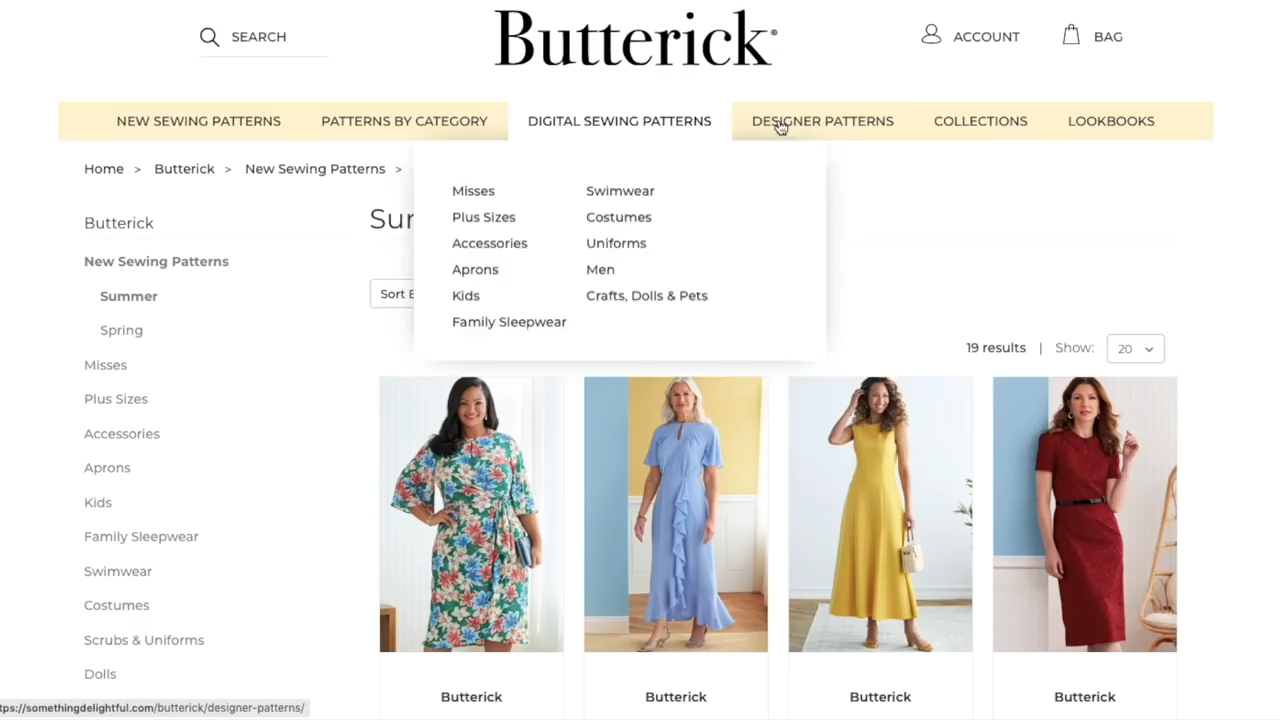 SEARCH
Butterick®
ACCOUNT
BAG
NEW SEWING PATTERNS
PATTERNS BY CATEGORY
DIGITAL SEWING PATTERNS
DESIGNER PATTERNS
COLLECTIONS
LOOKBOOKS
Home > Butterick > New Sewing Patterns >
Misses
Plus Sizes
Accessories
Aprons
Kids
Family Sleepwear
Swimwear
Costumes
Uniforms
Men
Crafts, Dolls & Pets
Butterick
New Sewing Patterns
Summer
Spring
Misses
Plus Sizes
Accessories
Aprons
Kids
Family Sleepwear
Swimwear
Costumes
Scrubs & Uniforms
Dolls
Sort
19 results | Show: 20
Butterick
Butterick
Butterick
Butterick
tps://somethingdelightful.com/butterick/designer-patterns/